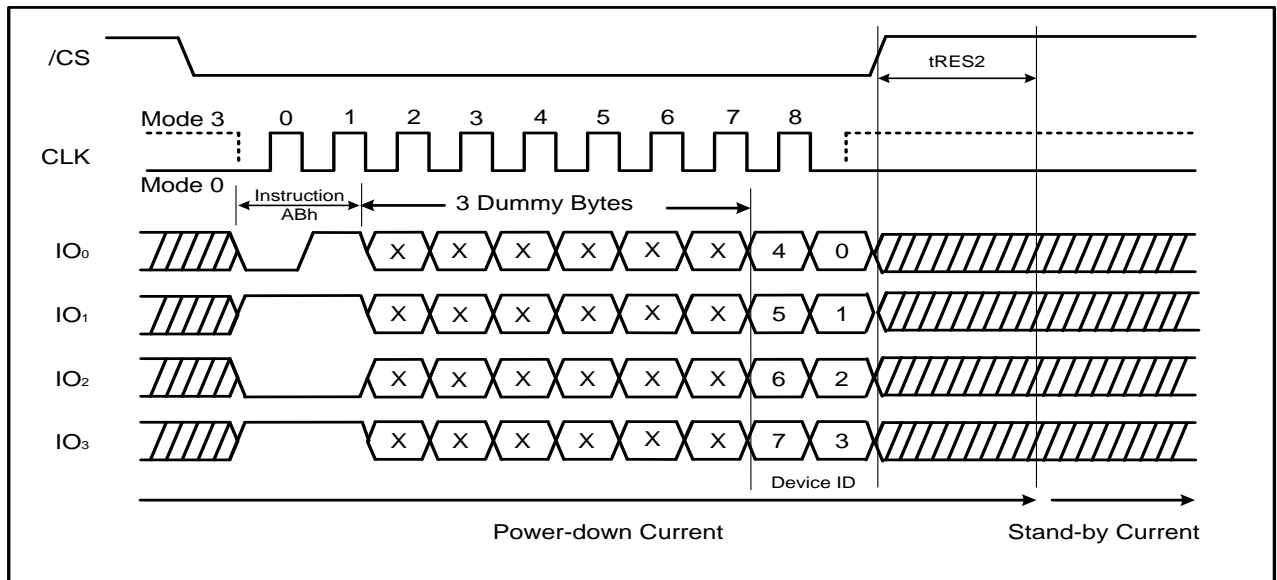 /CS
tRES2
Mode 3 0 1 2 3 4 5 6 7 8
CLK
Mode 0
Instruction
ABh
3 Dummy Bytes
IO₀ X X X X X X 4 0
IO₁ X X X X X X 5 1
IO₂ X X X X X X 6 2
IO₃ X X X X X X 7 3
Device ID
Power-down Current
Stand-by Current